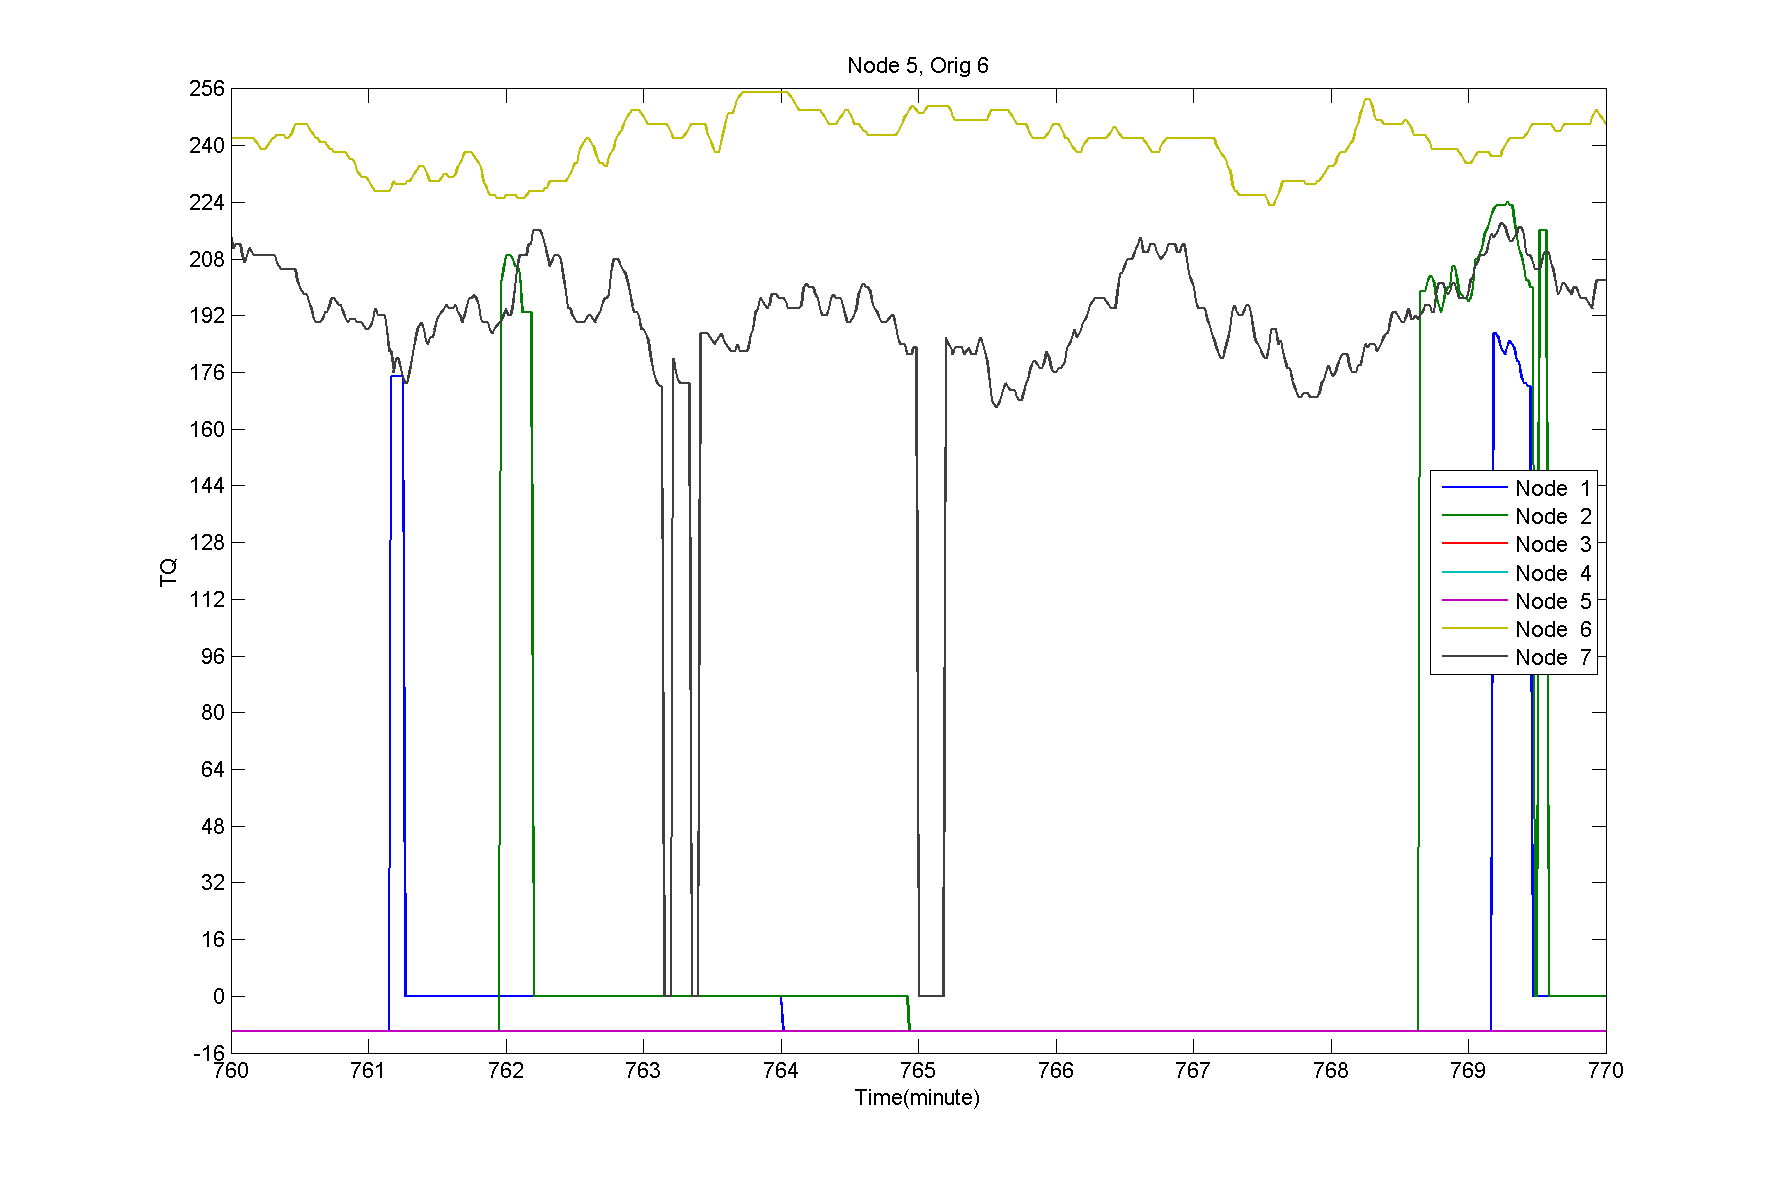 Node 5, Orig 6
256
240
224
208
192
176
160
144
128
112
96
80
64
48
32
16
0
-16
TQ
Node 1
Node 2
Node 3
Node 4
Node 5
Node 6
Node 7
760 761 762 763 764 765 766 767 768 769 770
Time(minute)